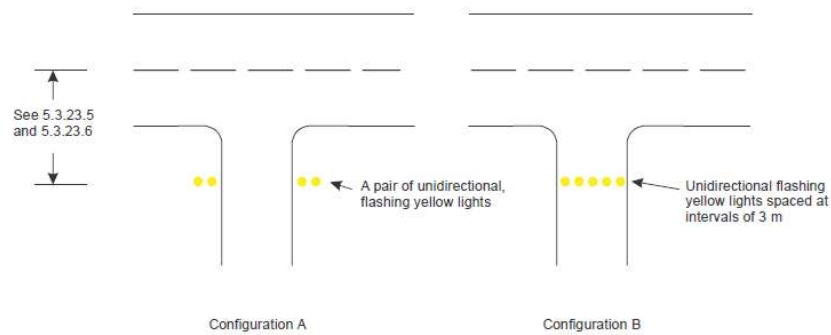 See 5.3.23.5
and 5.3.23.6
A pair of unidirectional,
flashing yellow lights
Unidirectional flashing
yellow lights spaced at
intervals of 3 m
Configuration A
Configuration B